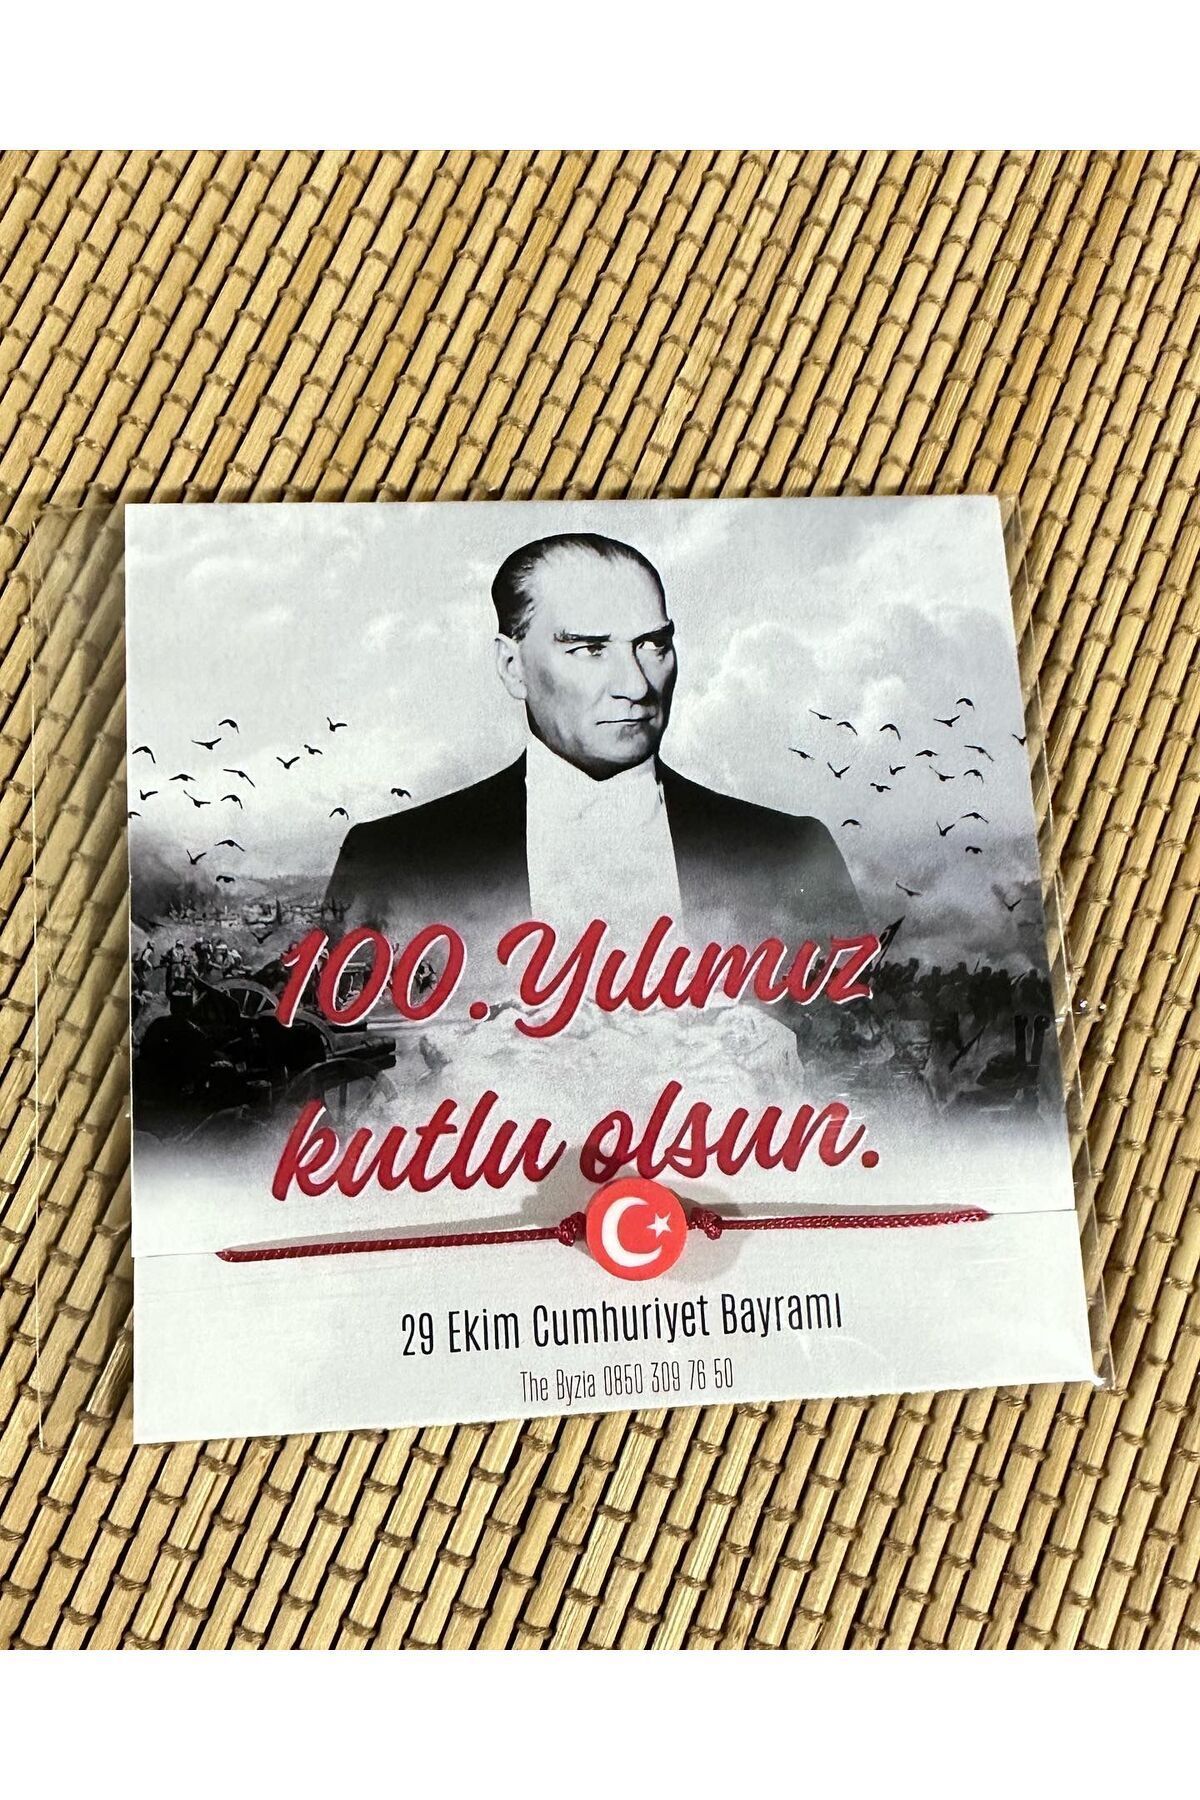 100. Yılımız
kutlu olsun.
29 Ekim Cumhuriyet Bayramı
The Byzia 0850 309 76 50